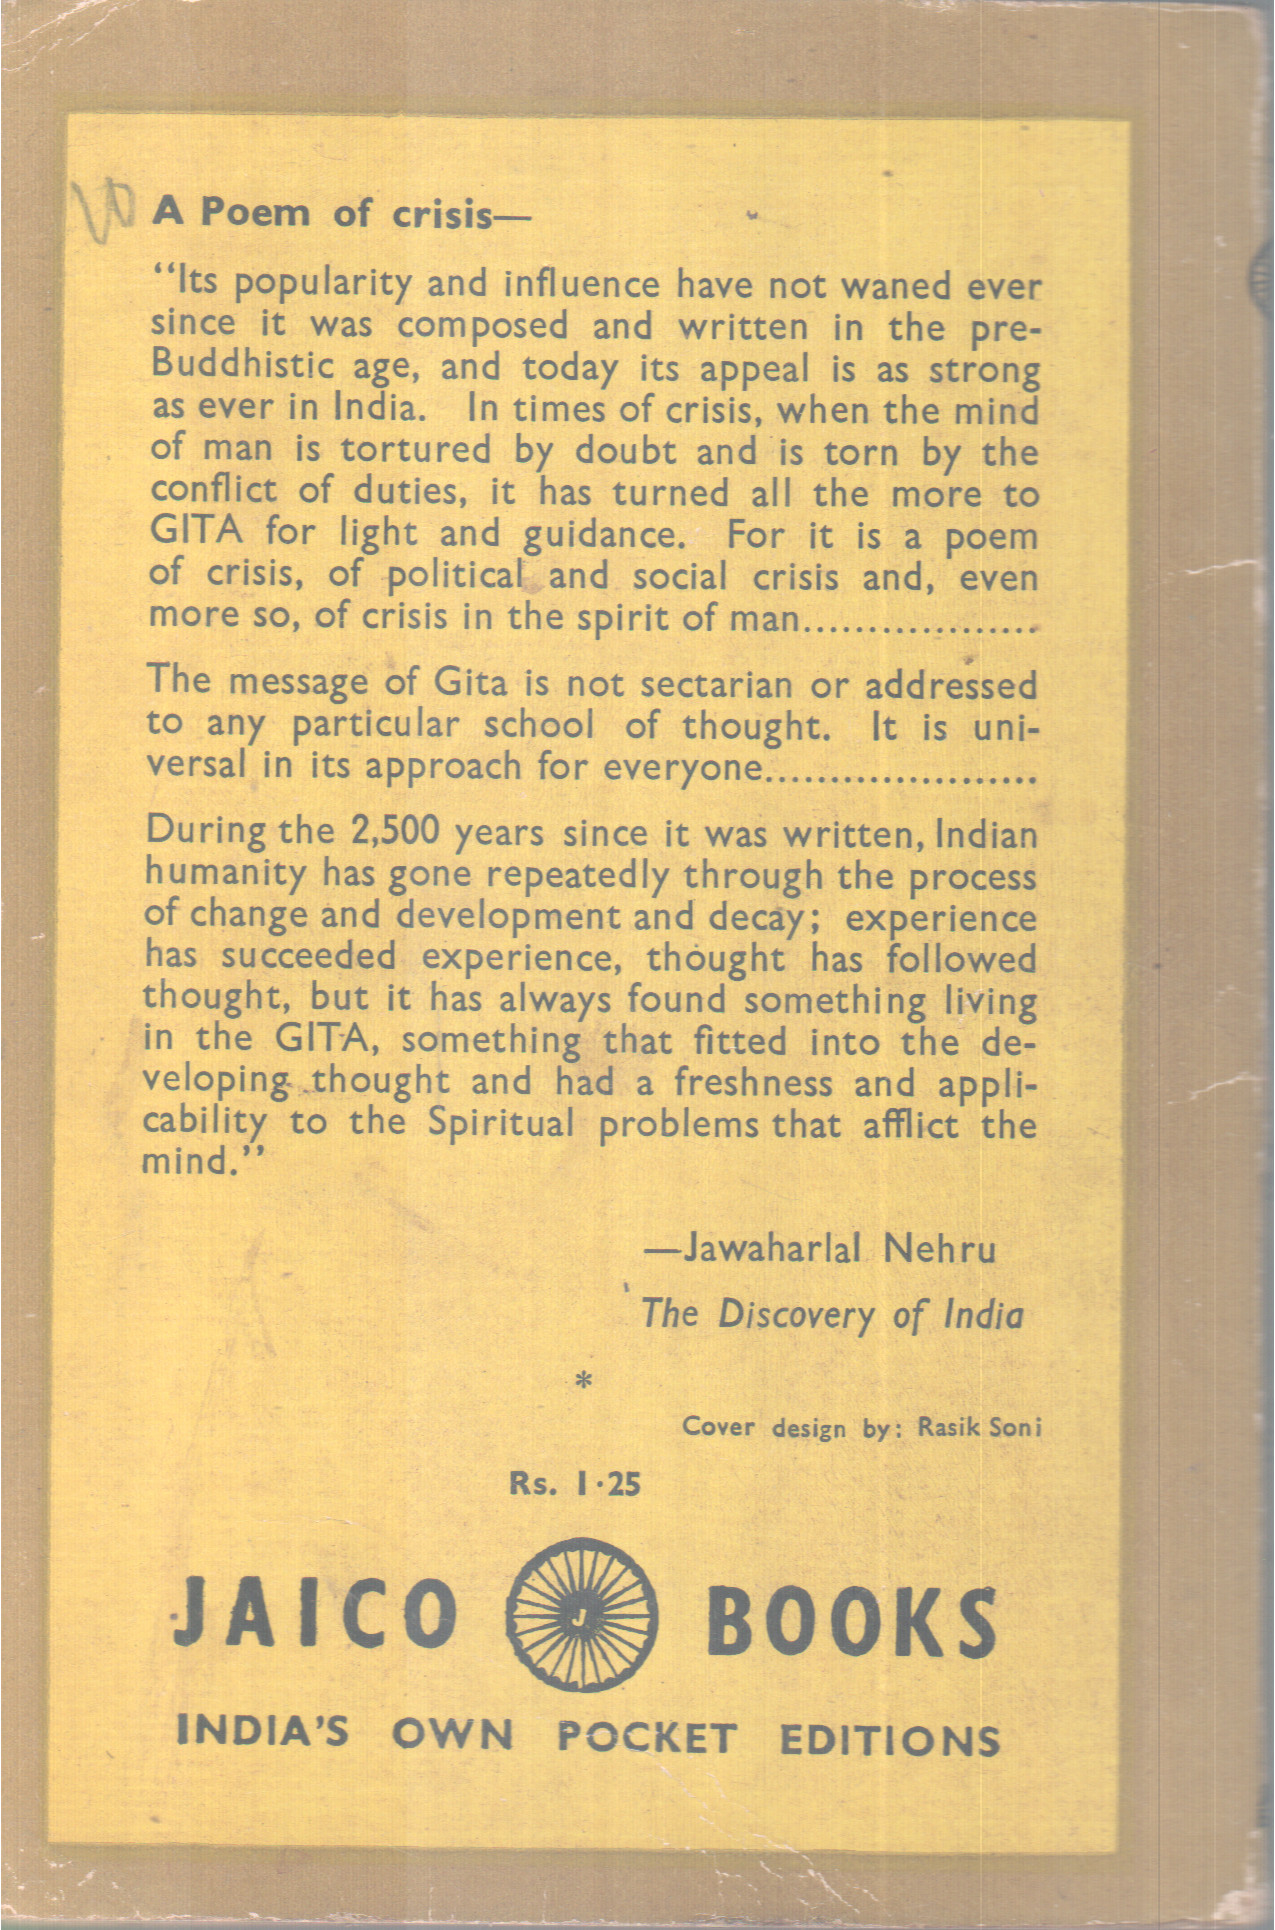 A Poem of crisis—
“Its popularity and influence have not waned ever
since it was composed and written in the pre-
Buddhistic age, and today its appeal is as strong
as ever in India. In times of crisis, when the mind
of man is tortured by doubt and is torn by the
conflict of duties, it has turned all the more to
GITA for light and guidance. For it is a poem
of crisis, of political and social crisis and, even
more so, of crisis in the spirit of man..................
The message of Gita is not sectarian or addressed
to any particular school of thought. It is uni-
versal in its approach for everyone.....................
During the 2,500 years since it was written, Indian
humanity has gone repeatedly through the process
of change and development and decay; experience
has succeeded experience, thought has followed
thought, but it has always found something living
in the GITA, something that fitted into the de-
veloping thought and had a freshness and appli-
cability to the Spiritual problems that afflict the
mind.”
—Jawaharlal Nehru
The Discovery of India
*
Cover design by: Rasik Soni
Rs. 1·25
JAICO J BOOKS
INDIA'S OWN POCKET EDITIONS